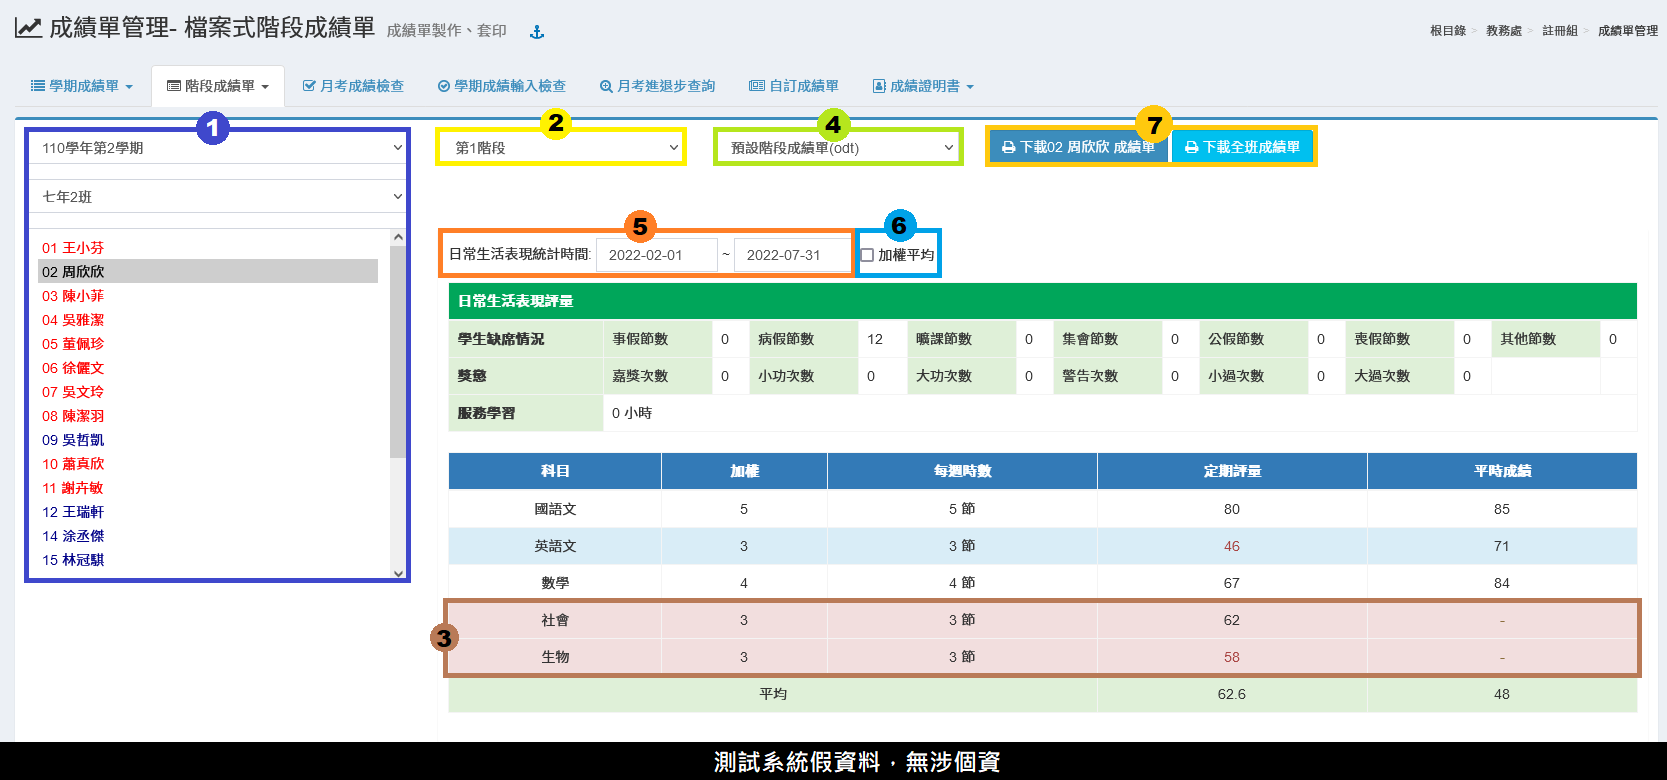 成績單管理- 檔案式階段成績單 成績單製作、套印
根目錄 > 教務處 > 註冊組 > 成績單管理
學期成績單 階段成績單 月考成績檢查 學期成績輸入檢查 月考進退步查詢 自訂成績單 成績證明書
1
2
4
7
110學年第2學期
第1階段
預設階段成績單(odt)
下載02 周欣欣 成績單
下載全班成績單
七年2班
01 王小芬
02 周欣欣
03 陳小菲
04 吳雅潔
05 董佩珍
06 徐儷文
07 吳文玲
08 陳潔羽
09 吳哲凱
10 蕭真欣
11 謝卉敏
12 王瑞軒
14 涂丞傑
15 林冠騏
5
6
日常生活表現統計時間: 2022-02-01 ~ 2022-07-31 加權平均
日常生活表現評量
學生缺席情況 事假節數 0 病假節數 12 曠課節數 0 集會節數 0 公假節數 0 喪假節數 0 其他節數 0
獎懲 嘉獎次數 0 小功次數 0 大功次數 0 警告次數 0 小過次數 0 大過次數 0
服務學習 0 小時
科目 加權 每週時數 定期評量 平時成績
國語文 5 5 節 80 85
英語文 3 3 節 46 71
數學 4 4 節 67 84
3
社會 3 3 節 62 -
生物 3 3 節 58 -
平均 62.6 48
測試系統假資料，無涉個資